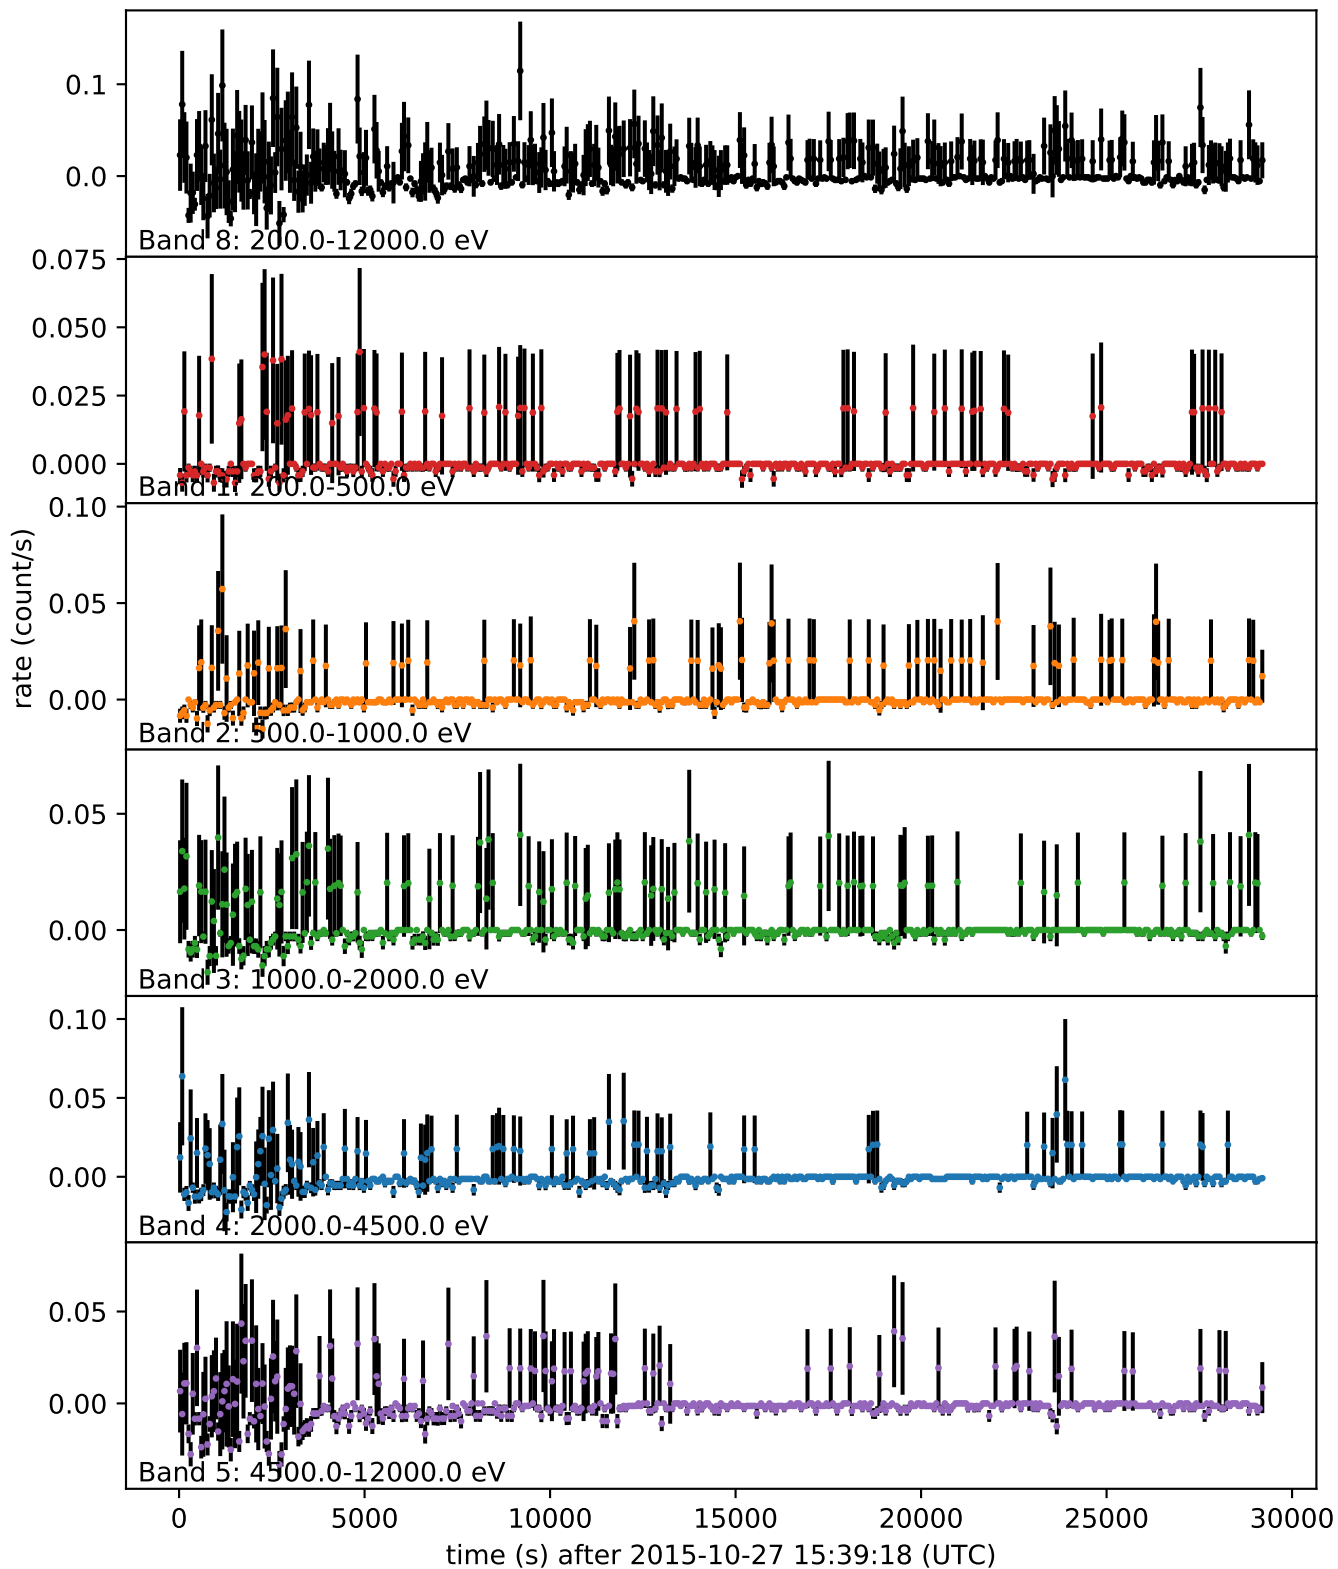 0.1
0.0
Band 8: 200.0-12000.0 eV
0.075
0.050
0.025
0.000
Band 1: 200.0-500.0 eV
0.10
0.05
0.00
Band 2: 500.0-1000.0 eV
rate (count/s)
0.05
0.00
Band 3: 1000.0-2000.0 eV
0.10
0.05
0.00
Band 4: 2000.0-4500.0 eV
0.05
0.00
Band 5: 4500.0-12000.0 eV
0 5000 10000 15000 20000 25000 30000
time (s) after 2015-10-27 15:39:18 (UTC)